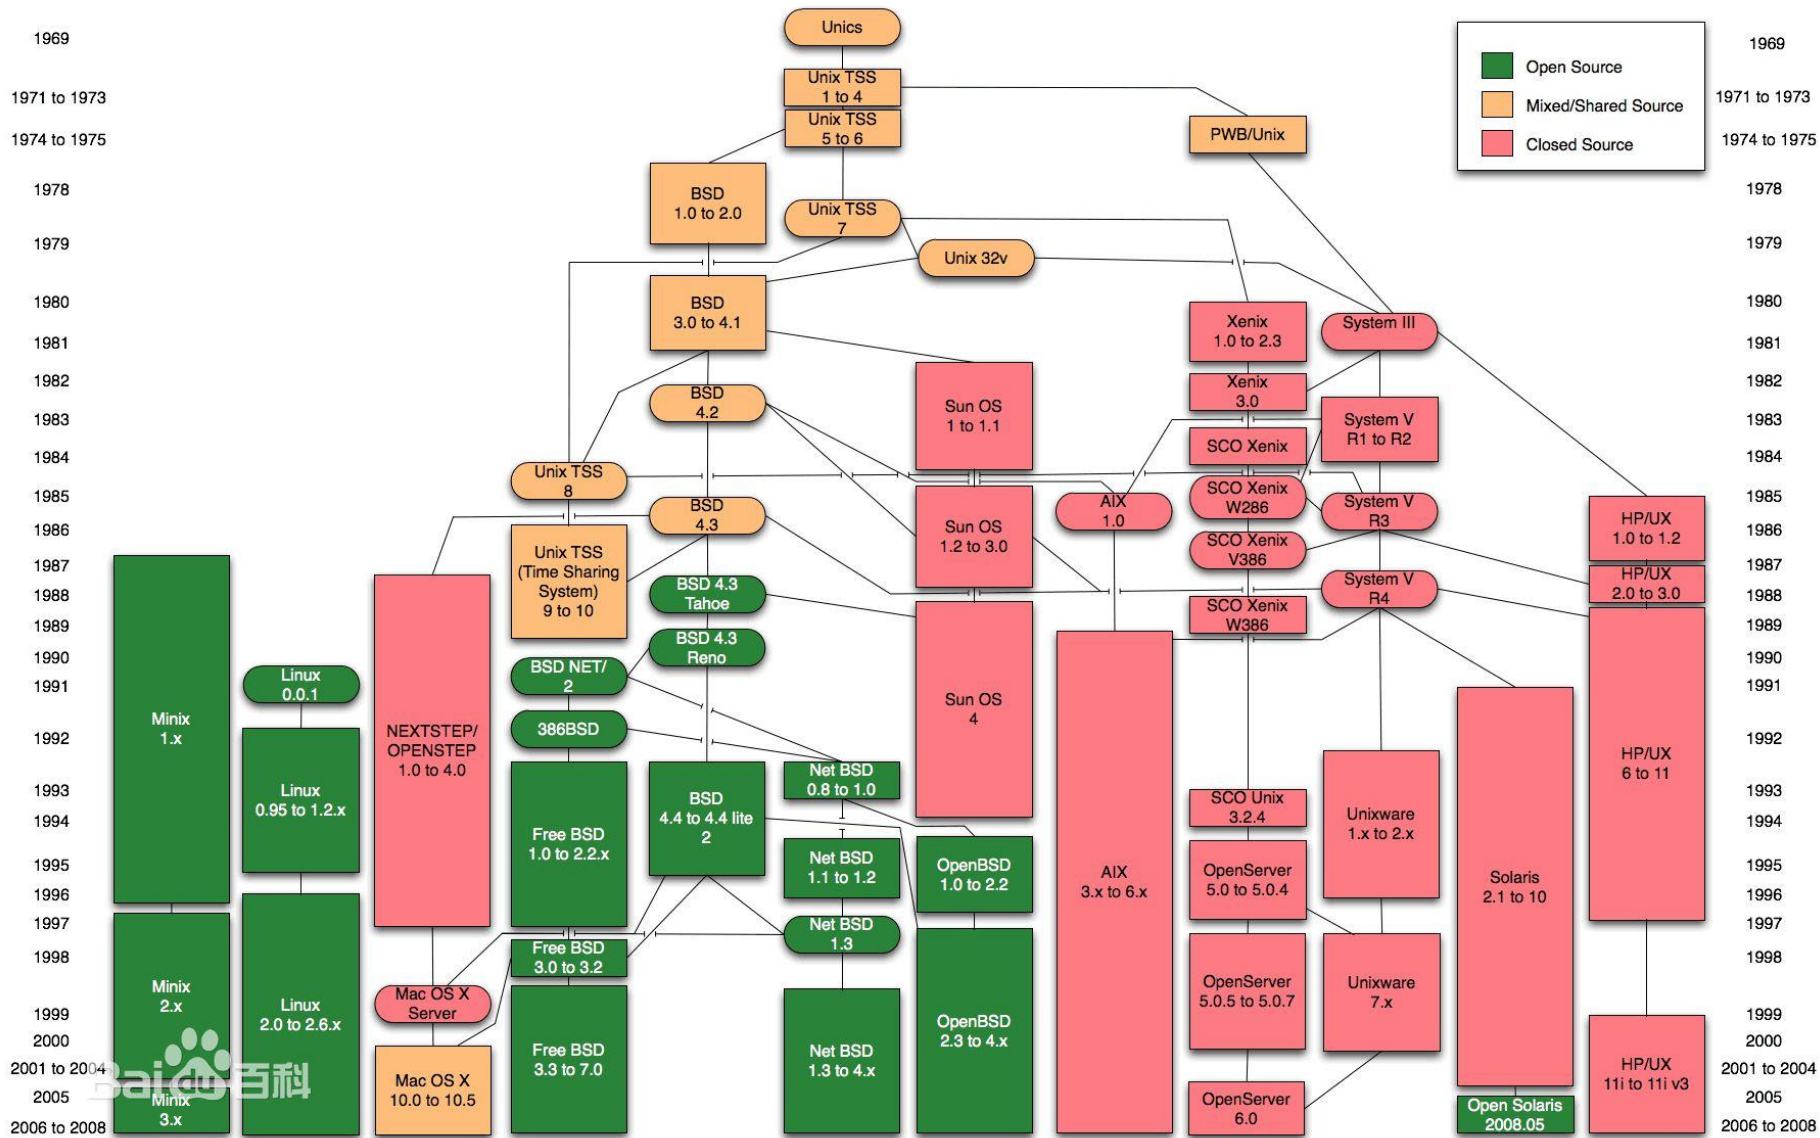 Unics
1969
1969
Open Source
Mixed/Shared Source
Closed Source
Unix TSS
1 to 4
1971 to 1973
1971 to 1973
Unix TSS
5 to 6
PWB/Unix
1974 to 1975
1974 to 1975
1978
1978
BSD
1.0 to 2.0
Unix TSS
7
1979
1979
Unix 32v
1980
1980
BSD
3.0 to 4.1
Xenix
1.0 to 2.3
System III
1981
1981
1982
1982
Xenix
3.0
BSD
4.2
Sun OS
1 to 1.1
1983
1983
System V
R1 to R2
SCO Xenix
1984
1984
Unix TSS
8
1985
1985
SCO Xenix
W286
AIX
1.0
System V
R3
BSD
4.3
Sun OS
1.2 to 3.0
HP/UX
1.0 to 1.2
1986
1986
SCO Xenix
V386
Unix TSS
(Time Sharing
System)
9 to 10
1987
1987
HP/UX
2.0 to 3.0
System V
R4
BSD 4.3
Tahoe
1988
1988
SCO Xenix
W386
1989
1989
BSD 4.3
Reno
1990
1990
BSD NET/
2
Linux
0.0.1
1991
1991
Sun OS
4
Minix
1.x
386BSD
NEXTSTEP/
OPENSTEP
1.0 to 4.0
1992
1992
HP/UX
6 to 11
Net BSD
0.8 to 1.0
1993
1993
Linux
0.95 to 1.2.x
BSD
4.4 to 4.4 lite
2
SCO Unix
3.2.4
1994
1994
Unixware
1.x to 2.x
Free BSD
1.0 to 2.2.x
Net BSD
1.1 to 1.2
OpenBSD
1.0 to 2.2
1995
1995
OpenServer
5.0 to 5.0.4
AIX
3.x to 6.x
Solaris
2.1 to 10
1996
1996
1997
1997
Net BSD
1.3
Free BSD
3.0 to 3.2
1998
1998
Minix
2.x
Mac OS X
Server
Linux
2.0 to 2.6.x
OpenServer
5.0.5 to 5.0.7
Unixware
7.x
1999
1999
OpenBSD
2.3 to 4.x
2000
2000
Free BSD
3.3 to 7.0
Net BSD
1.3 to 4.x
2001 to 2004
2001 to 2004
HP/UX
11i to 11i v3
Bai du 百科
Mac OS X
10.0 to 10.5
2005
2005
Minix
3.x
OpenServer
6.0
Open Solaris
2008.05
2006 to 2008
2006 to 2008